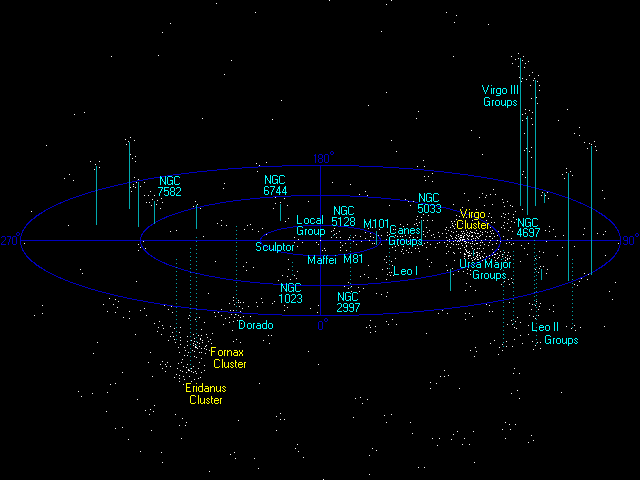 Virgo III
Groups
180°
NGC
7582
NGC
6744
NGC
5128
NGC
5033
Virgo
Cluster
NGC
4697
Local
Group
M101
Canes
Groups
270°
Sculptor
Maffei
M81
Leo I
Ursa Major
Groups
NGC
1023
NGC
2997
0°
Dorado
Leo II
Groups
Fornax
Cluster
Eridanus
Cluster